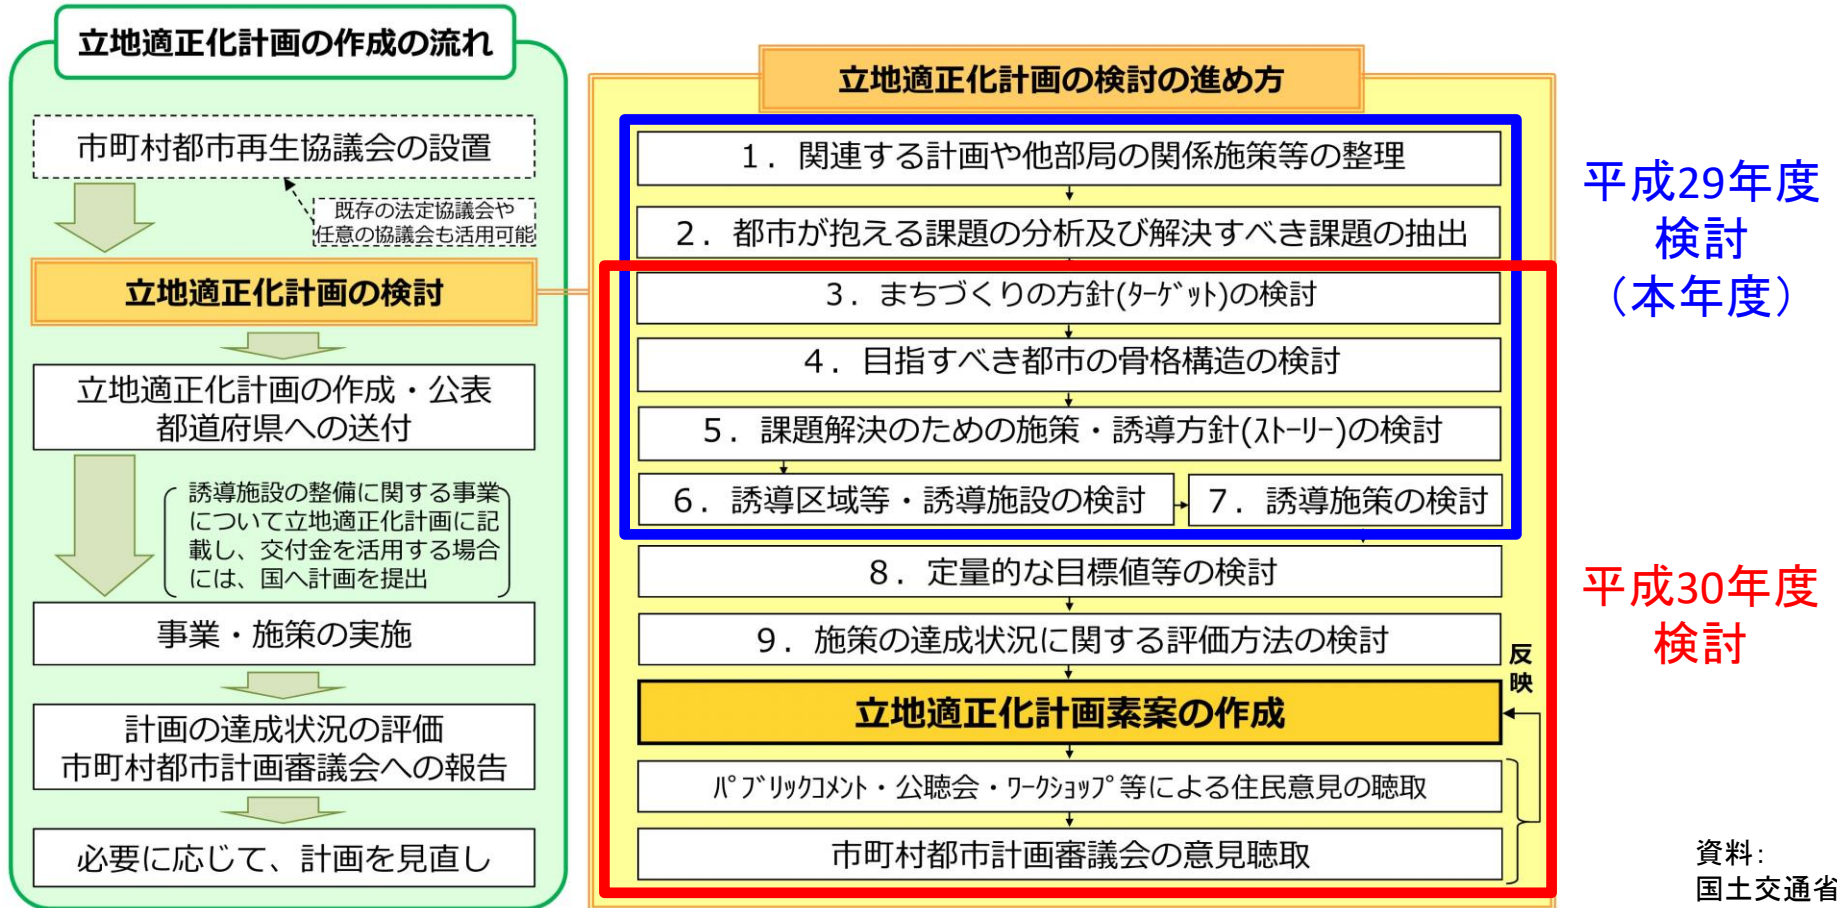 立地適正化計画の作成の流れ
市町村都市再生協議会の設置
既存の法定協議会や
任意の協議会も活用可能
立地適正化計画の検討
立地適正化計画の作成・公表
都道府県への送付
誘導施設の整備に関する事業
について立地適正化計画に記
載し、交付金を活用する場合
には、国へ計画を提出
事業・施策の実施
計画の達成状況の評価
市町村都市計画審議会への報告
必要に応じて、計画を見直し
立地適正化計画の検討の進め方
1．関連する計画や他部局の関係施策等の整理
2．都市が抱える課題の分析及び解決すべき課題の抽出
3．まちづくりの方針(ﾀｰｹﾞｯﾄ)の検討
4．目指すべき都市の骨格構造の検討
5．課題解決のための施策・誘導方針(ｽﾄｰﾘｰ)の検討
6．誘導区域等・誘導施設の検討
7．誘導施策の検討
8．定量的な目標値等の検討
9．施策の達成状況に関する評価方法の検討
立地適正化計画素案の作成
反映
ﾊﾟﾌﾞﾘｯｸｺﾒﾝﾄ・公聴会・ﾜｰｸｼｮｯﾌﾟ等による住民意見の聴取
市町村都市計画審議会の意見聴取
平成29年度
検討
（本年度）
平成30年度
検討
資料：
国土交通省